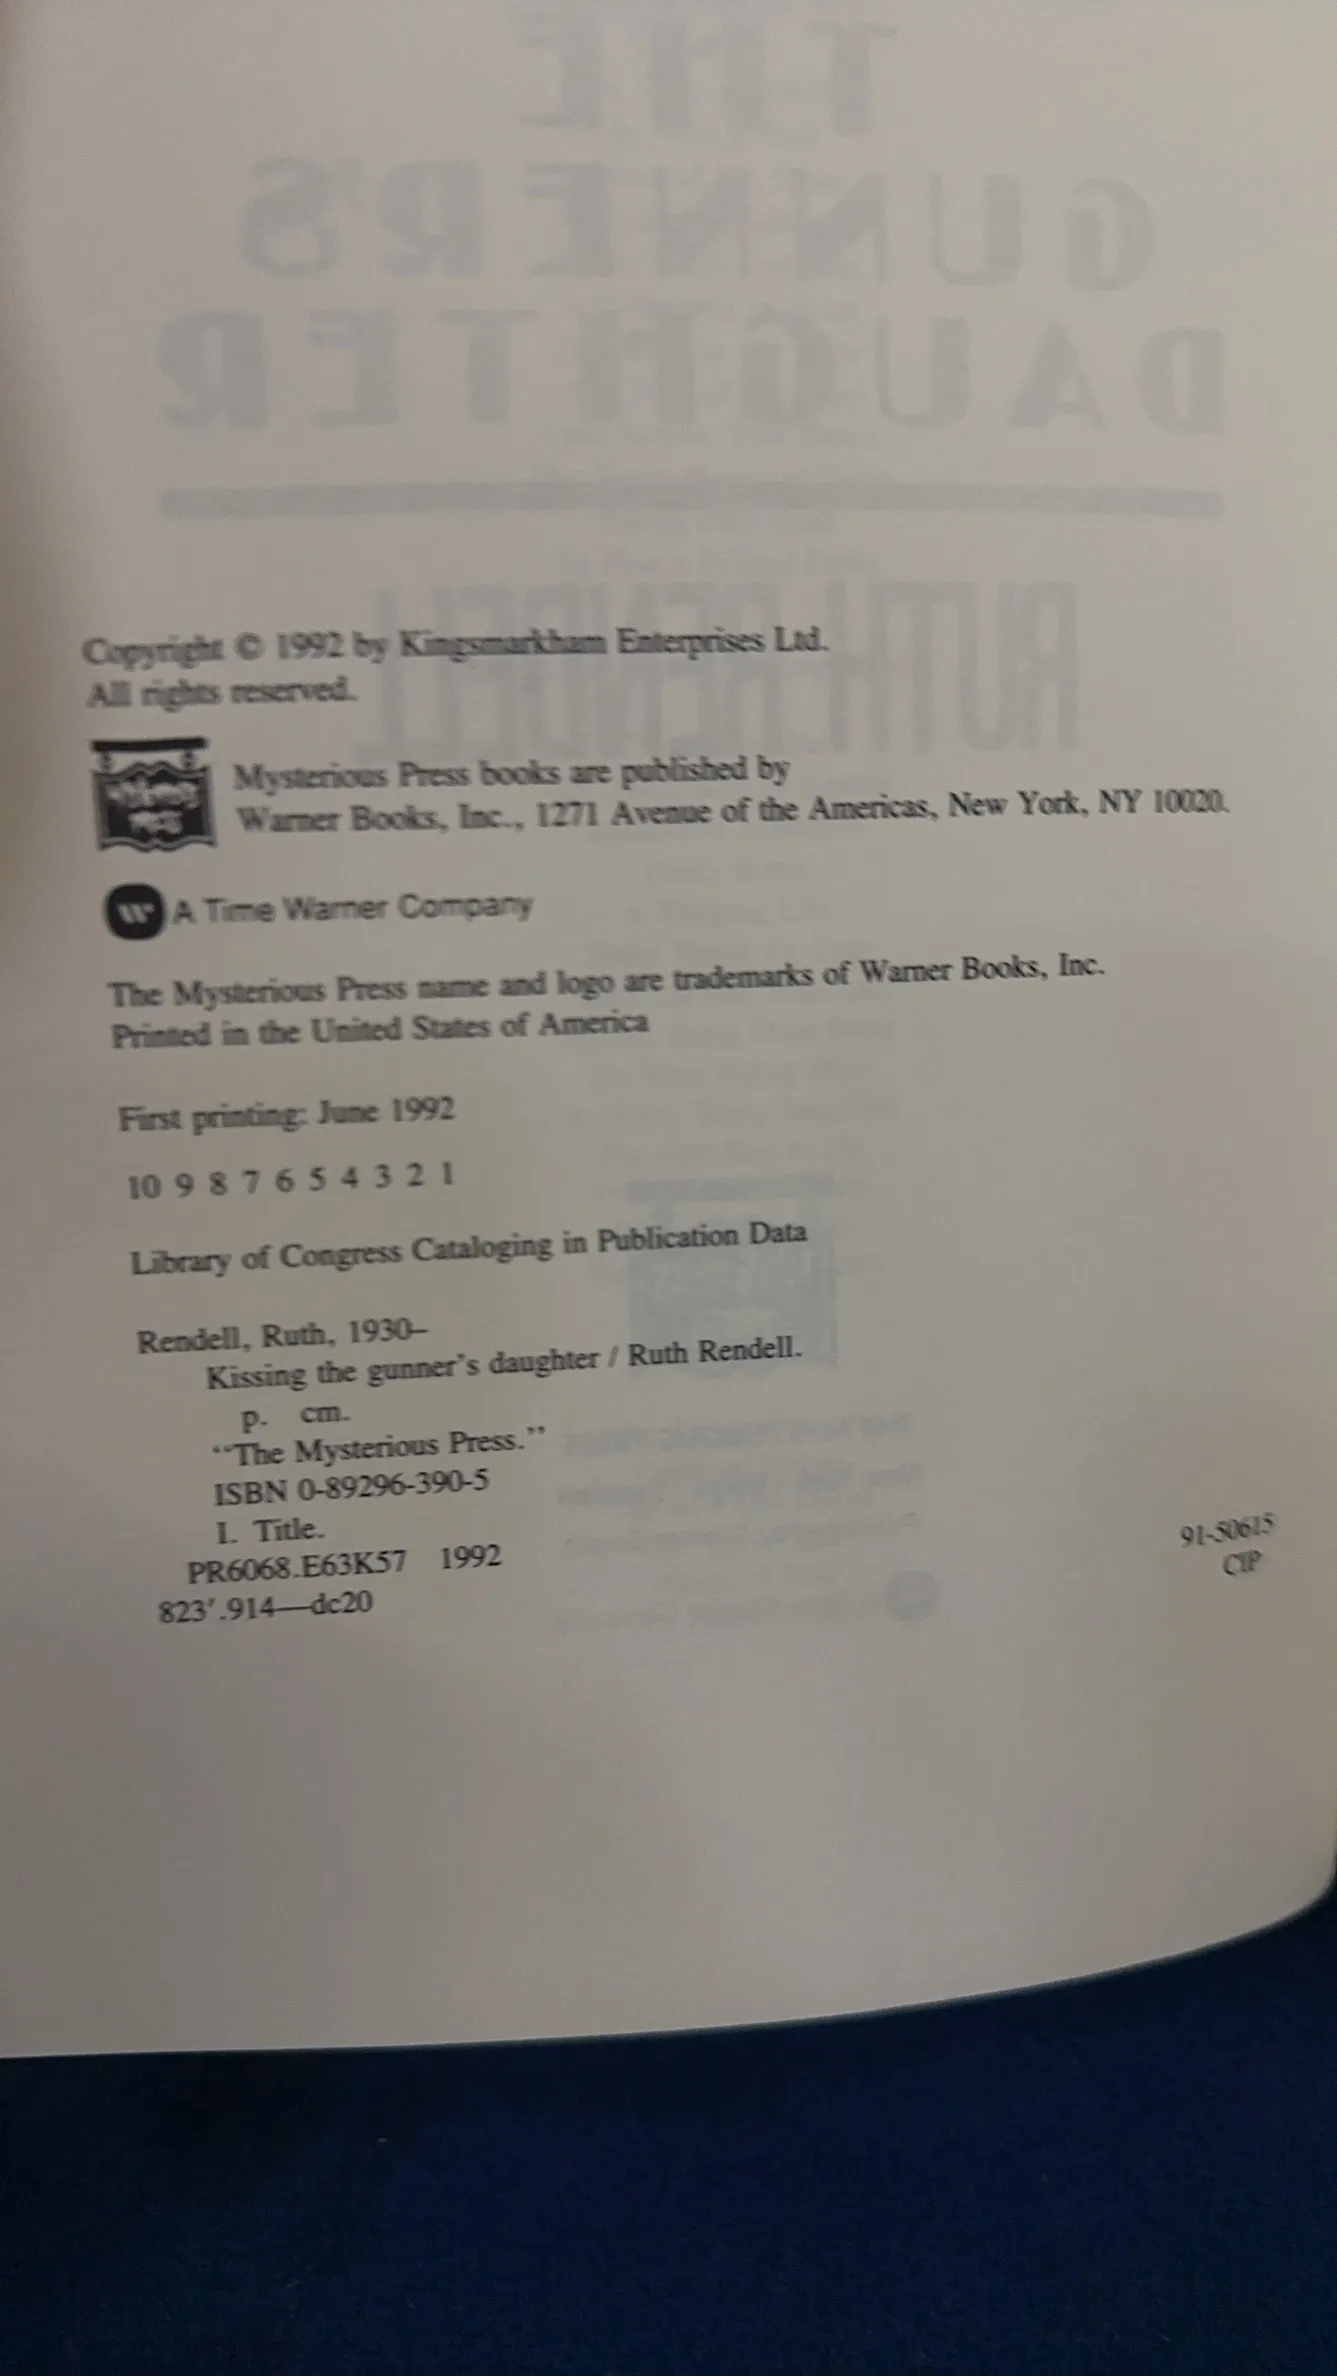 THE
GUNNER'S
DAUGHTER
RUTH RENDELL
Copyright © 1992 by Kingsmarkham Enterprises Ltd.
All rights reserved.
Mysterious Press books are published by
Warner Books, Inc., 1271 Avenue of the Americas, New York, NY 10020.
A Time Warner Company
The Mysterious Press name and logo are trademarks of Warner Books, Inc.
Printed in the United States of America
First printing: June 1992
10 9 8 7 6 5 4 3 2 1
Library of Congress Cataloging in Publication Data
Rendell, Ruth, 1930–
Kissing the gunner's daughter / Ruth Rendell.
p. cm.
“The Mysterious Press.”
ISBN 0-89296-390-5
I. Title.
PR6068.E63K57 1992
823′.914—dc20
91-50615
CIP